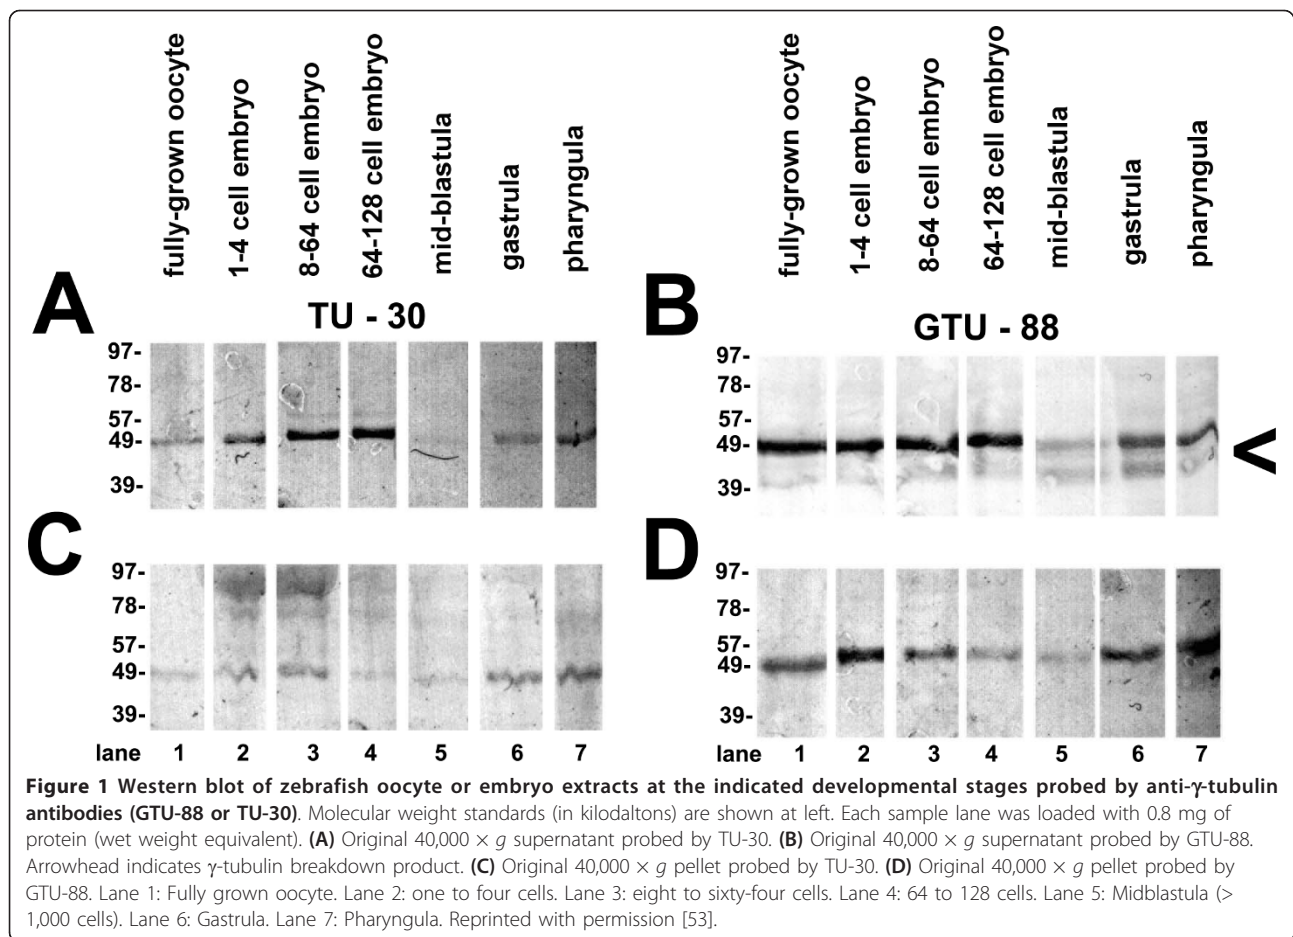 fully-grown oocyte
1-4 cell embryo
8-64 cell embryo
64-128 cell embryo
mid-blastula
gastrula
pharyngula
fully-grown oocyte
1-4 cell embryo
8-64 cell embryo
64-128 cell embryo
mid-blastula
gastrula
pharyngula
A
TU - 30
97-
78-
57-
49-
39-
B
GTU - 88
97-
78-
57-
49-
39-
<
C
97-
78-
57-
49-
39-
lane 1 2 3 4 5 6 7
D
97-
78-
57-
49-
39-
lane 1 2 3 4 5 6 7
Figure 1 Western blot of zebrafish oocyte or embryo extracts at the indicated developmental stages probed by anti-γ-tubulin
antibodies (GTU-88 or TU-30). Molecular weight standards (in kilodaltons) are shown at left. Each sample lane was loaded with 0.8 mg of
protein (wet weight equivalent). (A) Original 40,000 × g supernatant probed by TU-30. (B) Original 40,000 × g supernatant probed by GTU-88.
Arrowhead indicates γ-tubulin breakdown product. (C) Original 40,000 × g pellet probed by TU-30. (D) Original 40,000 × g pellet probed by
GTU-88. Lane 1: Fully grown oocyte. Lane 2: one to four cells. Lane 3: eight to sixty-four cells. Lane 4: 64 to 128 cells. Lane 5: Midblastula (>
1,000 cells). Lane 6: Gastrula. Lane 7: Pharyngula. Reprinted with permission [53].